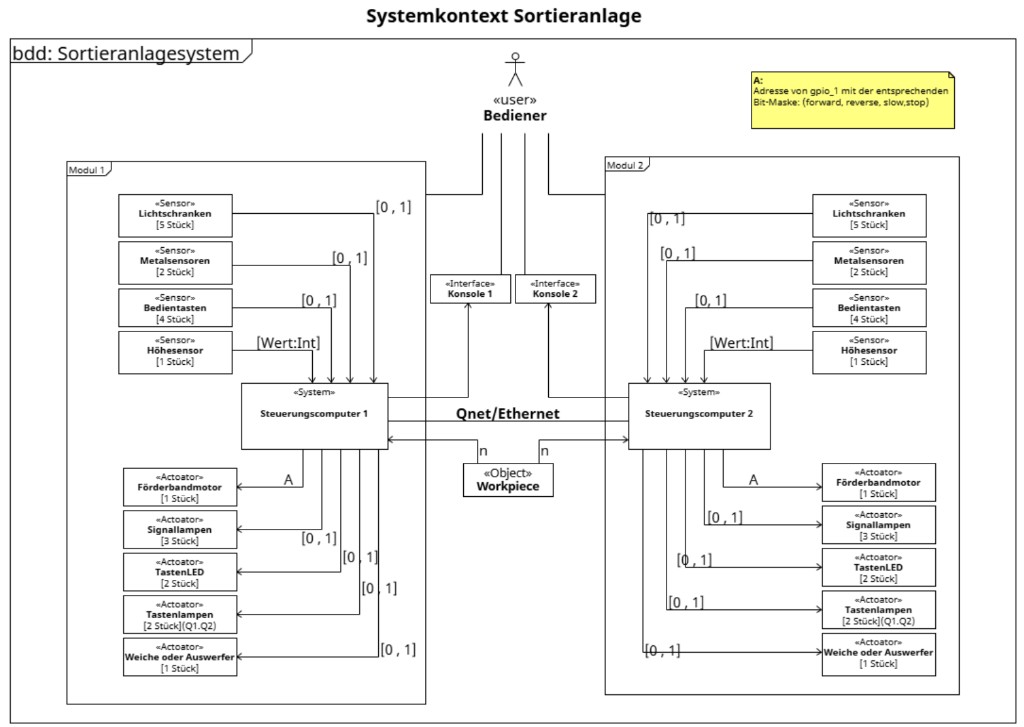 Systemkontext Sortieranlage
bdd: Sortieranlagesystem
«user»
Bediener
A:
Adresse von gpio_1 mit der entsprechenden
Bit-Maske: (forward, reverse, slow,stop)
Modul 1
«Sensor»
Lichtschranken
[5 Stück]
[0 , 1]
«Sensor»
Metalsensoren
[2 Stück]
[0 , 1]
«Sensor»
Bedientasten
[4 Stück]
[0 , 1]
«Sensor»
Höhesensor
[1 Stück]
[Wert:Int]
«System»
Steuerungscomputer 1
«Actoator»
Förderbandmotor
[1 Stück]
A
«Actoator»
Signallampen
[3 Stück]
[0 , 1]
«Actoator»
TastenLED
[2 Stück]
[0 , 1]
«Actoator»
Tastenlampen
[2 Stück](Q1.Q2)
[0 , 1]
«Actoator»
Weiche oder Auswerfer
[1 Stück]
[0 , 1]
«Interface»
Konsole 1
«Interface»
Konsole 2
Qnet/Ethernet
n
n
«Object»
Workpiece
Modul 2
«Sensor»
Lichtschranken
[5 Stück]
[0 , 1]
«Sensor»
Metalsensoren
[2 Stück]
[0 , 1]
«Sensor»
Bedientasten
[4 Stück]
[0, 1]
«Sensor»
Höhesensor
[1 Stück]
[Wert:Int]
«System»
Steuerungscomputer 2
«Actoator»
Förderbandmotor
[1 Stück]
A
«Actoator»
Signallampen
[3 Stück]
[0 , 1]
«Actoator»
TastenLED
[2 Stück]
[0 , 1]
«Actoator»
Tastenlampen
[2 Stück](Q1.Q2)
[0 , 1]
«Actoator»
Weiche oder Auswerfer
[1 Stück]
[0 , 1]